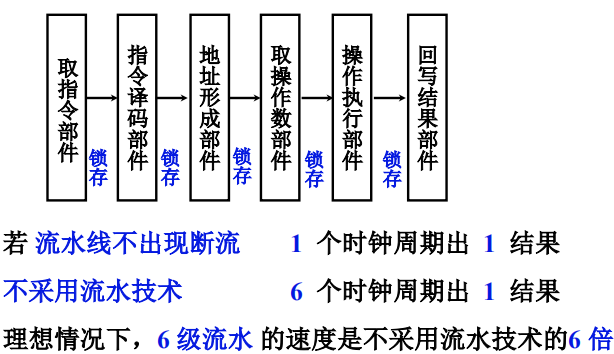 取指令部件
指令译码部件
地址形成部件
取操作数部件
操作执行部件
回写结果部件
锁存
锁存
锁存
锁存
锁存
若 流水线不出现断流 1 个时钟周期出 1 结果
不采用流水技术 6 个时钟周期出 1 结果
理想情况下，6 级流水 的速度是不采用流水技术的6 倍